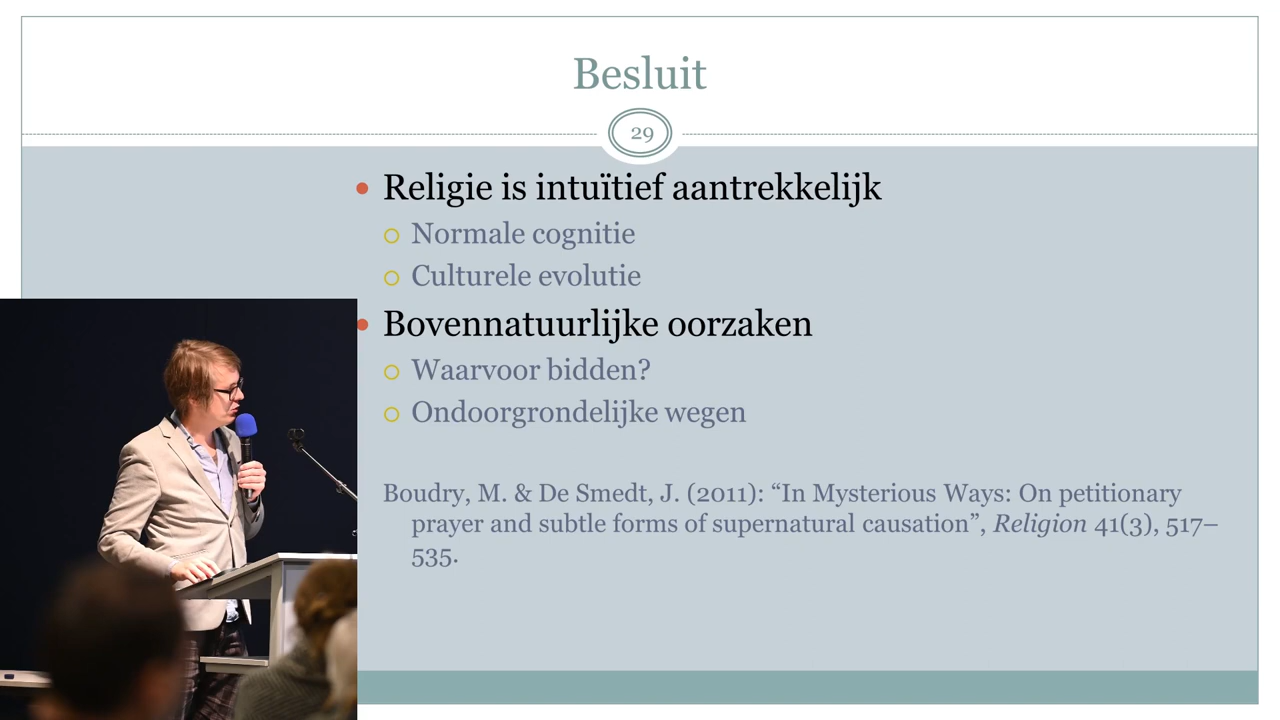 Besluit
29
Religie is intuïtief aantrekkelijk
Normale cognitie
Culturele evolutie
Bovennatuurlijke oorzaken
Waarvoor bidden?
Ondoorgrondelijke wegen
Boudry, M. & De Smedt, J. (2011): “In Mysterious Ways: On petitionary
prayer and subtle forms of supernatural causation”, Religion 41(3), 517–
535.